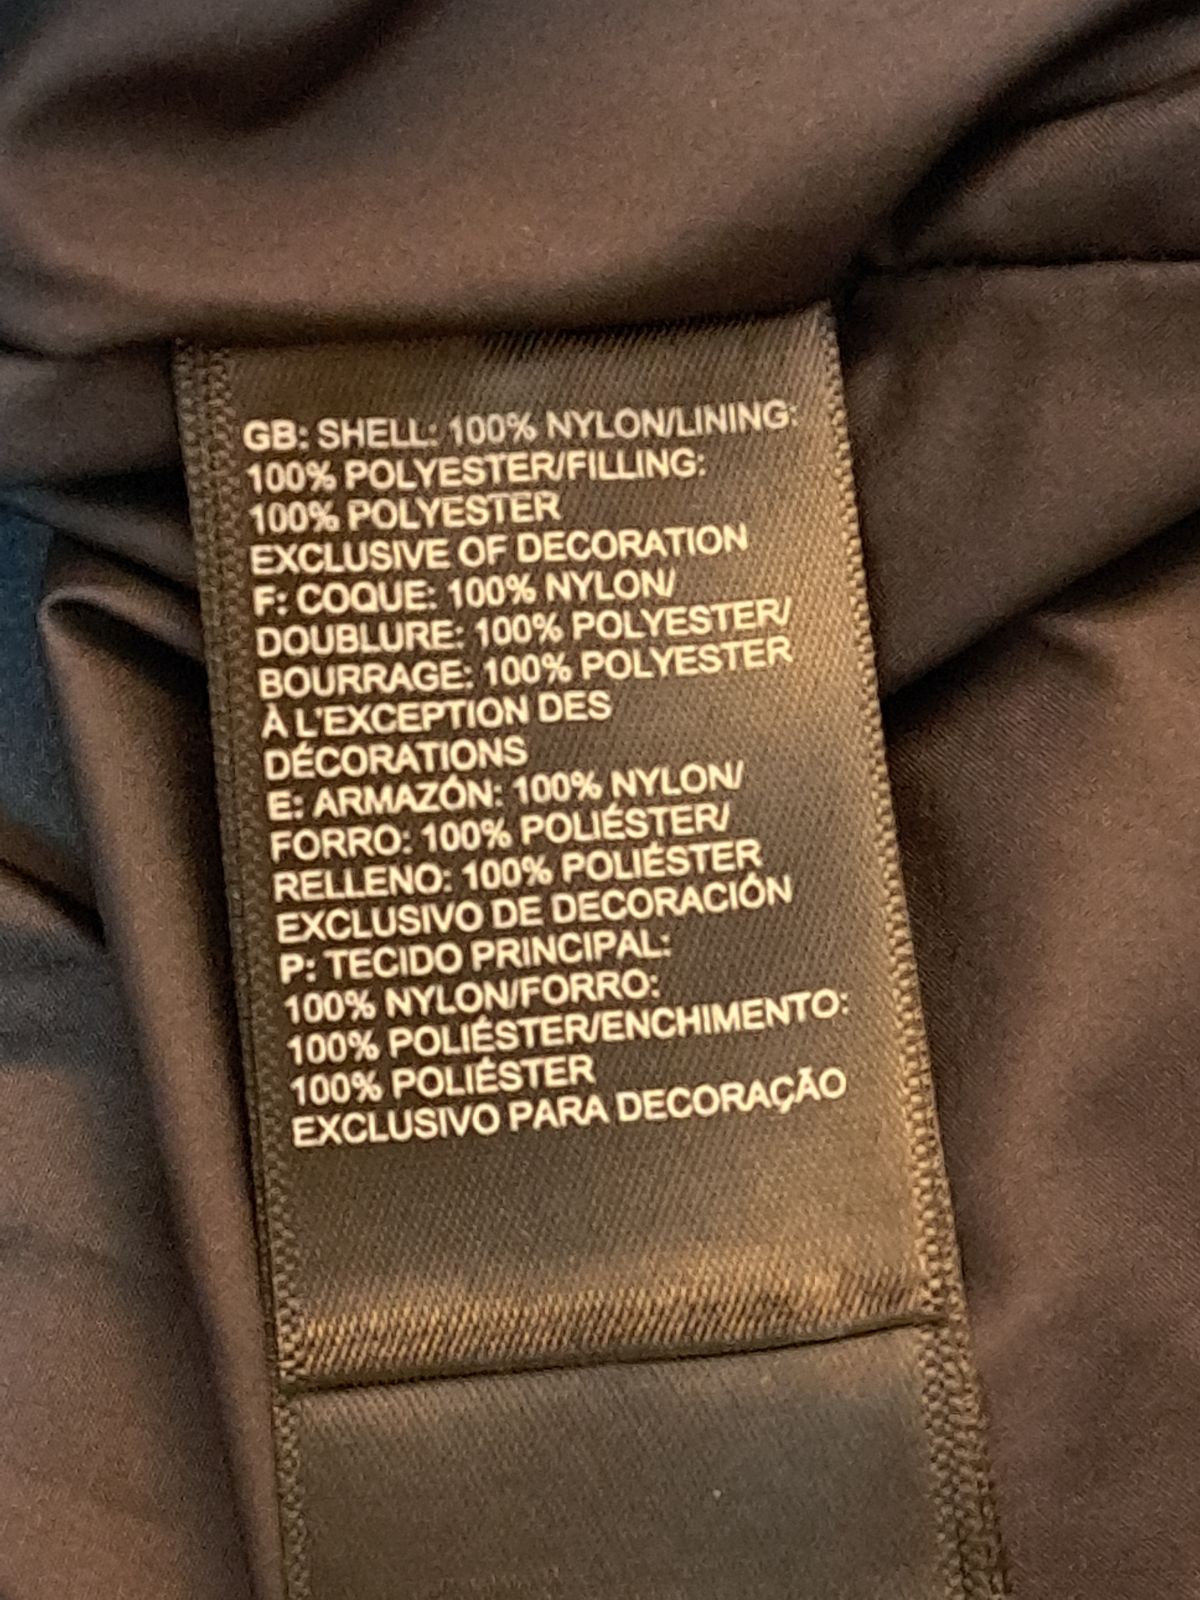 GB: SHELL: 100% NYLON/LINING:
100% POLYESTER/FILLING:
100% POLYESTER
EXCLUSIVE OF DECORATION
F: COQUE: 100% NYLON/
DOUBLURE: 100% POLYESTER/
BOURRAGE: 100% POLYESTER
À L'EXCEPTION DES
DÉCORATIONS
E: ARMAZÓN: 100% NYLON/
FORRO: 100% POLIÉSTER/
RELLENO: 100% POLIÉSTER
EXCLUSIVO DE DECORACIÓN
P: TECIDO PRINCIPAL:
100% NYLON/FORRO:
100% POLIÉSTER/ENCHIMENTO:
100% POLIÉSTER
EXCLUSIVO PARA DECORAÇÃO